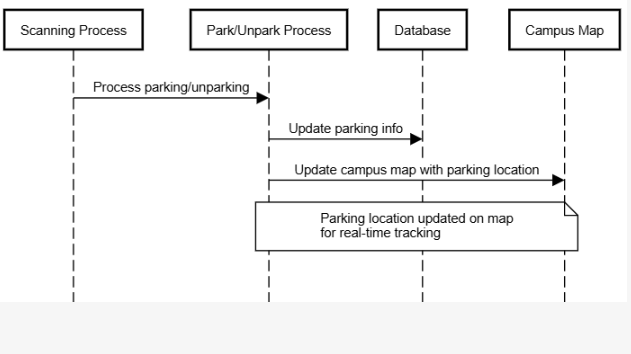 Scanning Process
Park/Unpark Process
Database
Campus Map
Process parking/unparking
Update parking info
Update campus map with parking location
Parking location updated on map
for real-time tracking